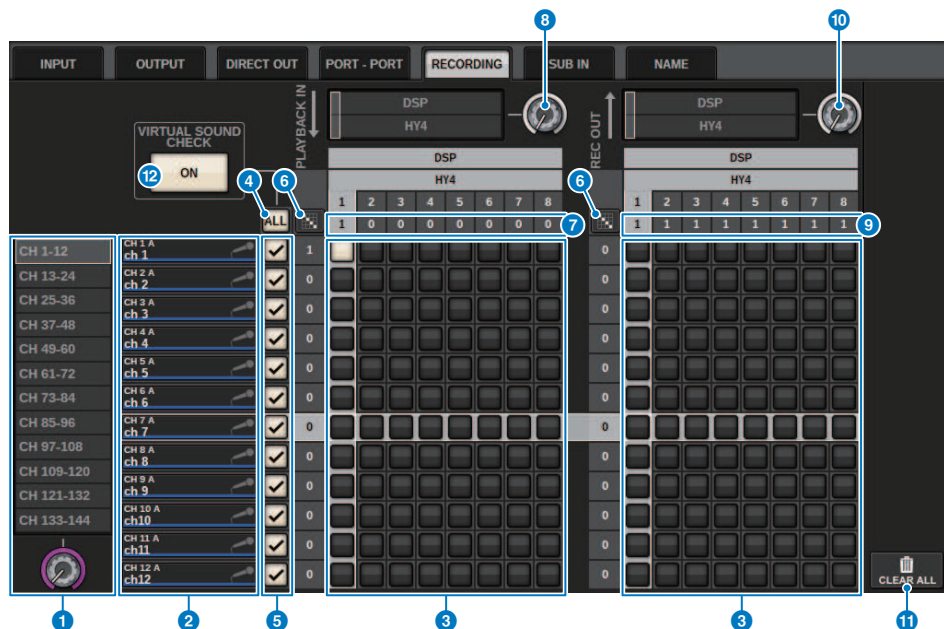 8
10
INPUT OUTPUT DIRECT OUT PORT - PORT RECORDING SUB IN NAME
PLAYBACK IN
DSP
HY4
REC OUT
DSP
HY4
VIRTUAL SOUND
CHECK
12
ON
DSP
DSP
4 6
HY4
6
HY4
1 2 3 4 5 6 7 8
1 2 3 4 5 6 7 8
ALL
1 0 0 0 0 0 0 0
7
1 1 1 1 1 1 1 1
9
CH 1-12
CH 13-24
CH 25-36
CH 37-48
CH 49-60
CH 61-72
CH 73-84
CH 85-96
CH 97-108
CH 109-120
CH 121-132
CH 133-144
CH 1 A
ch 1
1
0
CH 2 A
ch 2
0
0
CH 3 A
ch 3
0
0
CH 4 A
ch 4
0
0
CH 5 A
ch 5
0
0
CH 6 A
ch 6
0
0
CH 7 A
ch 7
0
0
CH 8 A
ch 8
0
0
CH 9 A
ch 9
0
0
CH 10 A
ch10
0
0
CH 11 A
ch11
0
0
CH 12 A
ch12
0
0
CLEAR ALL
1
2
5
3
3
11